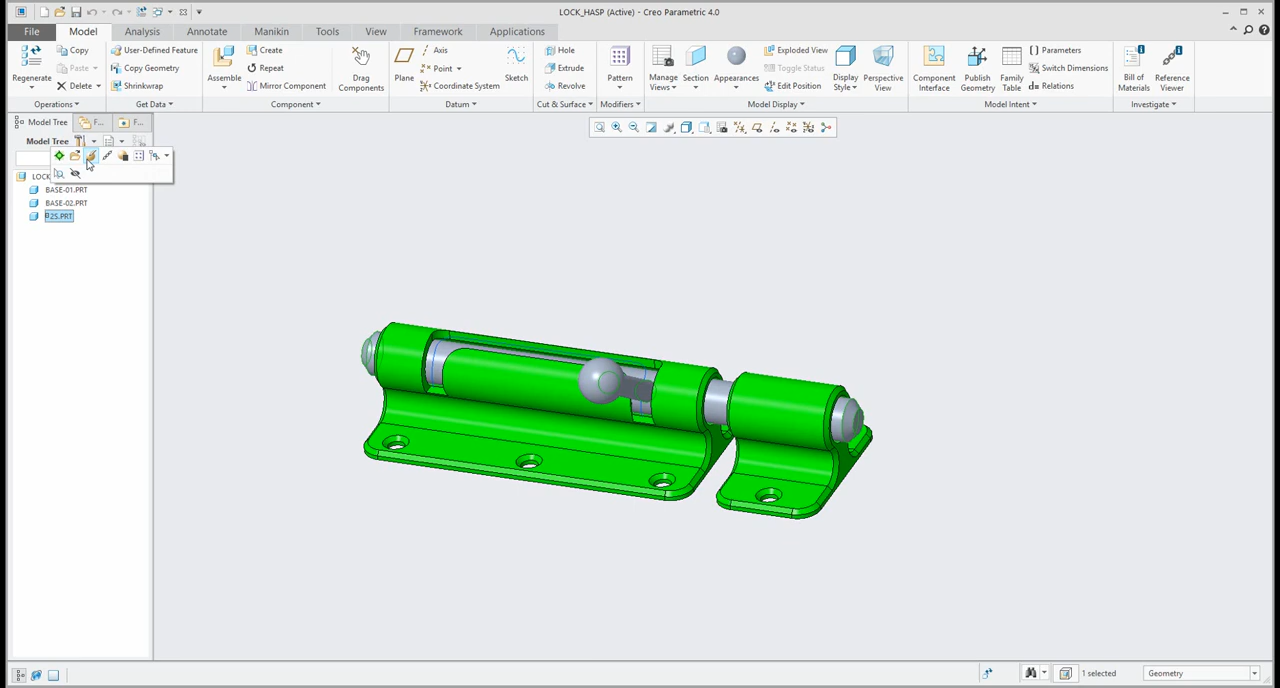 LOCK_HASP (Active) - Creo Parametric 4.0
File Model Analysis Annotate Manikin Tools View Framework Applications
Copy User-Defined Feature Create Axis Hole Exploded View Parameters
Paste Copy Geometry Repeat Point Extrude Toggle Status Switch Dimensions
Regenerate Assemble Drag Components Plane Sketch Pattern Manage Views Section Appearances Display Style Perspective View Component Interface Publish Geometry Family Table Bill of Materials Reference Viewer
Delete Shrinkwrap Mirror Component Coordinate System Revolve Edit Position Relations
Operations Get Data Component Datum Cut & Surface Modifiers Model Display Model Intent Investigate
Model Tree F... F...
Model Tree
LOCK
BASE-01.PRT
BASE-02.PRT
2S.PRT
1 selected Geometry